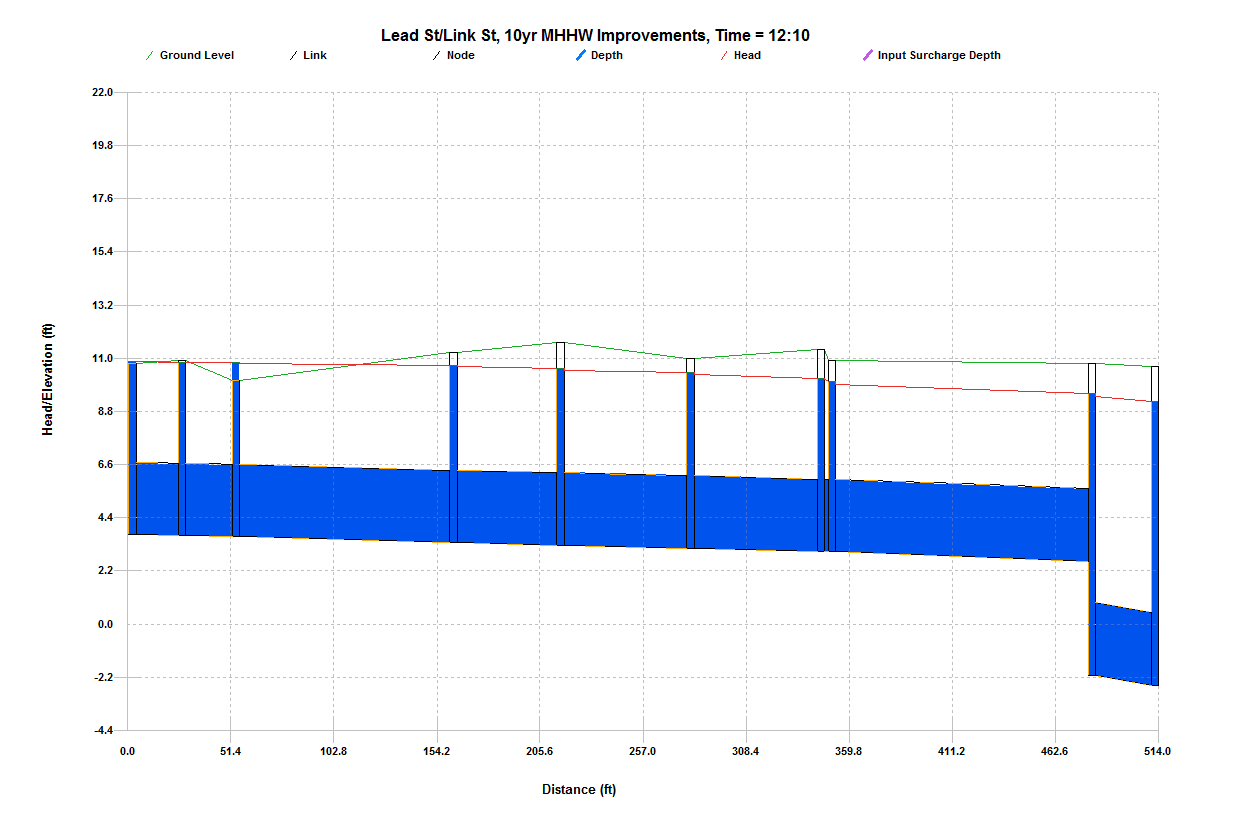 Lead St/Link St, 10yr MHHW Improvements, Time = 12:10
Ground Level Link Node Depth Head Input Surcharge Depth
22.0
19.8
17.6
15.4
13.2
11.0
8.8
6.6
4.4
2.2
0.0
-2.2
-4.4
Head/Elevation (ft)
0.0 51.4 102.8 154.2 205.6 257.0 308.4 359.8 411.2 462.6 514.0
Distance (ft)